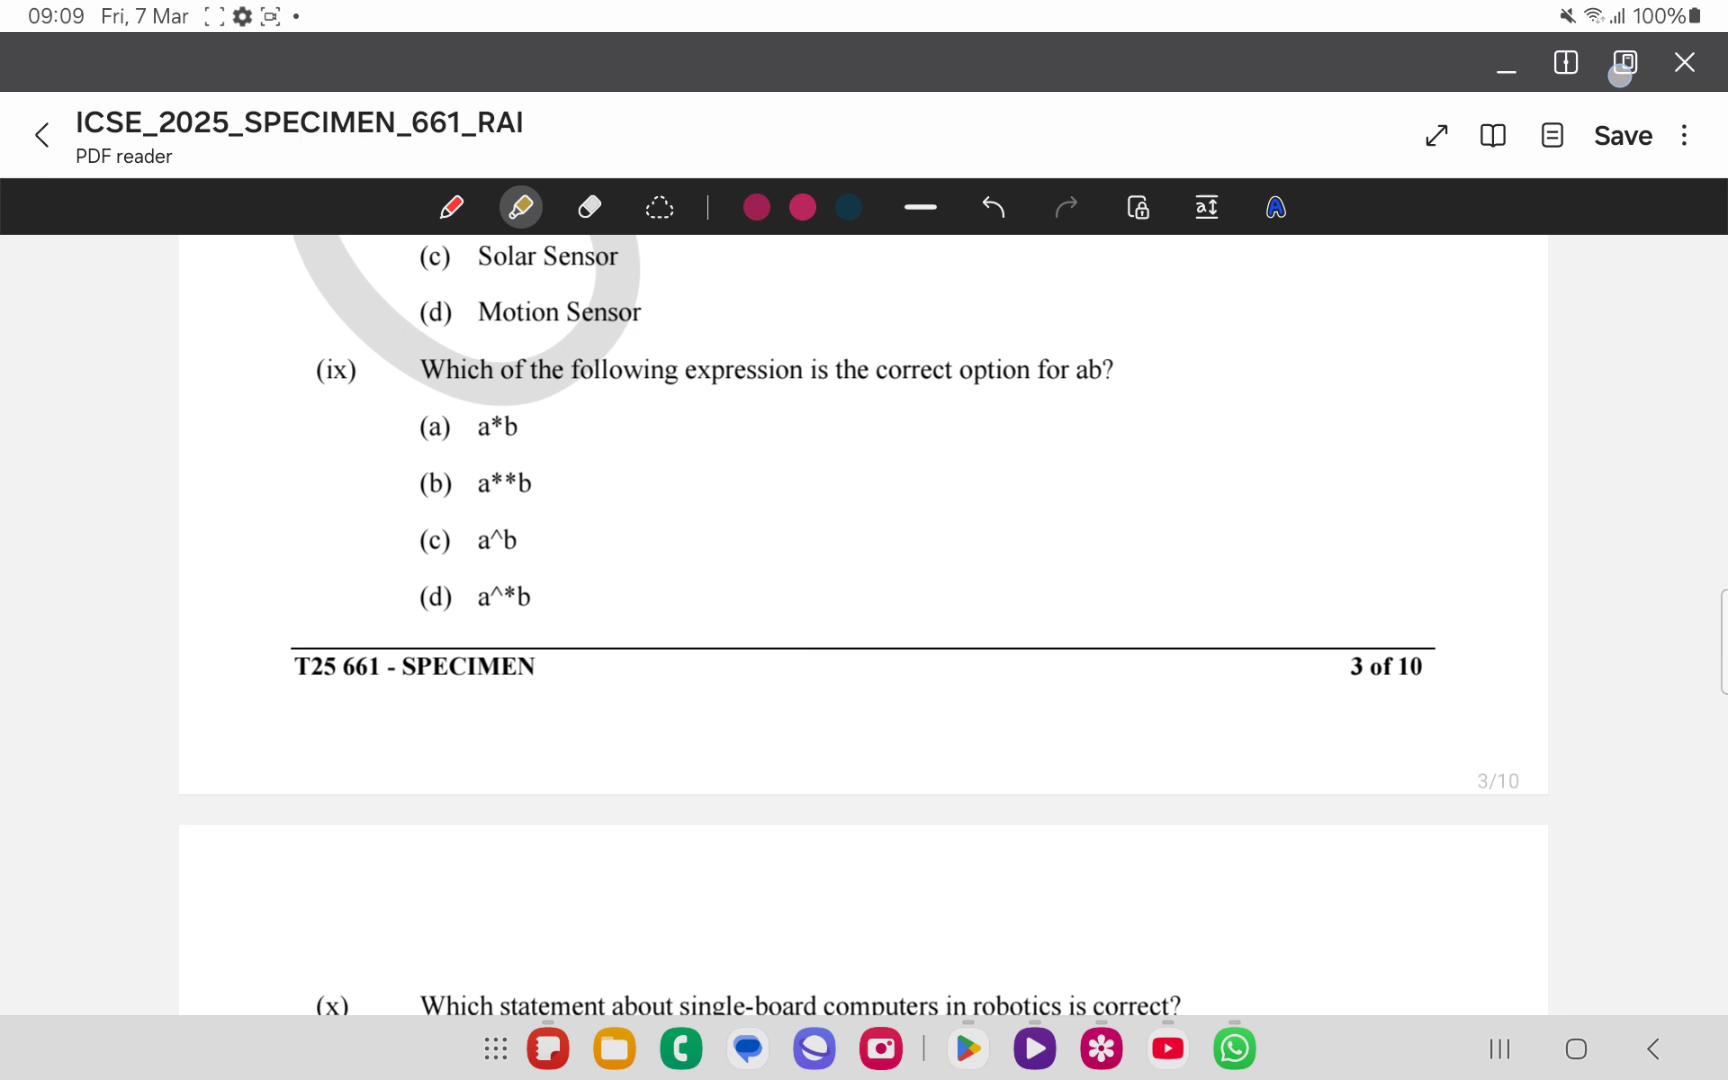 09:09 Fri, 7 Mar
100%
ICSE_2025_SPECIMEN_661_RAI
PDF reader
Save
(c) Solar Sensor
(d) Motion Sensor
(ix) Which of the following expression is the correct option for ab?
(a) a*b
(b) a**b
(c) a^b
(d) a^*b
T25 661 - SPECIMEN 3 of 10
3/10
(x) Which statement about single-board computers in robotics is correct?